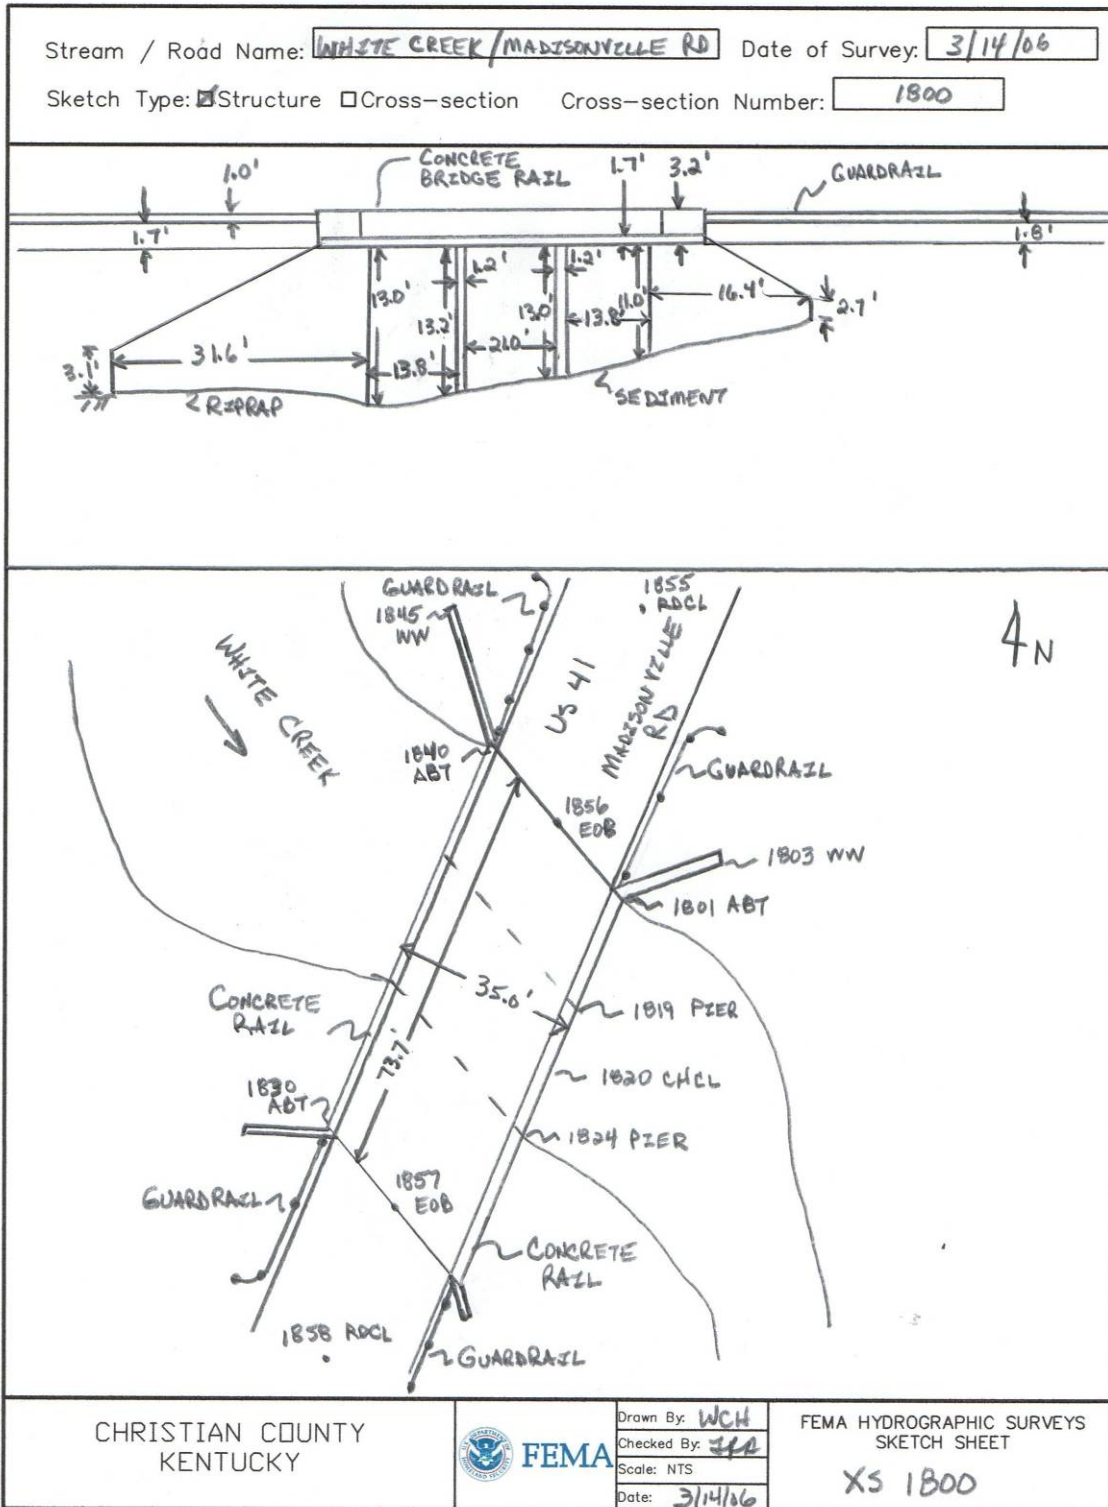 Stream / Road Name: WHITE CREEK/MADISONVILLE RD Date of Survey: 3/14/06
Sketch Type: Structure Cross-section Cross-section Number: 1800
1.0'
CONCRETE
BRIDGE RAIL
1.7'
3.2'
GUARDRAIL
1.7'
1.8'
1.2'
1.2'
13.0'
13.2'
13.0'
11.0'
16.4'
2.7'
3.1'
31.6'
13.8'
21.0'
13.8'
RIPRAP
SEDIMENT
GUARDRAIL
1845
WW
1855
RDCL
N
WHITE CREEK
US 41
MADISONVILLE
RD
1840
ABT
GUARDRAIL
1856
EOB
1803 WW
1801 ABT
35.0'
73.7'
CONCRETE
RAIL
1819 PIER
1820 CHCL
1830
ABT
1824 PIER
1857
EOB
GUARDRAIL
CONCRETE
RAIL
1858 RDCL
GUARDRAIL
CHRISTIAN COUNTY
KENTUCKY
FEMA
Drawn By: WCH
Checked By:
Scale: NTS
Date: 3/14/06
FEMA HYDROGRAPHIC SURVEYS
SKETCH SHEET
XS 1800